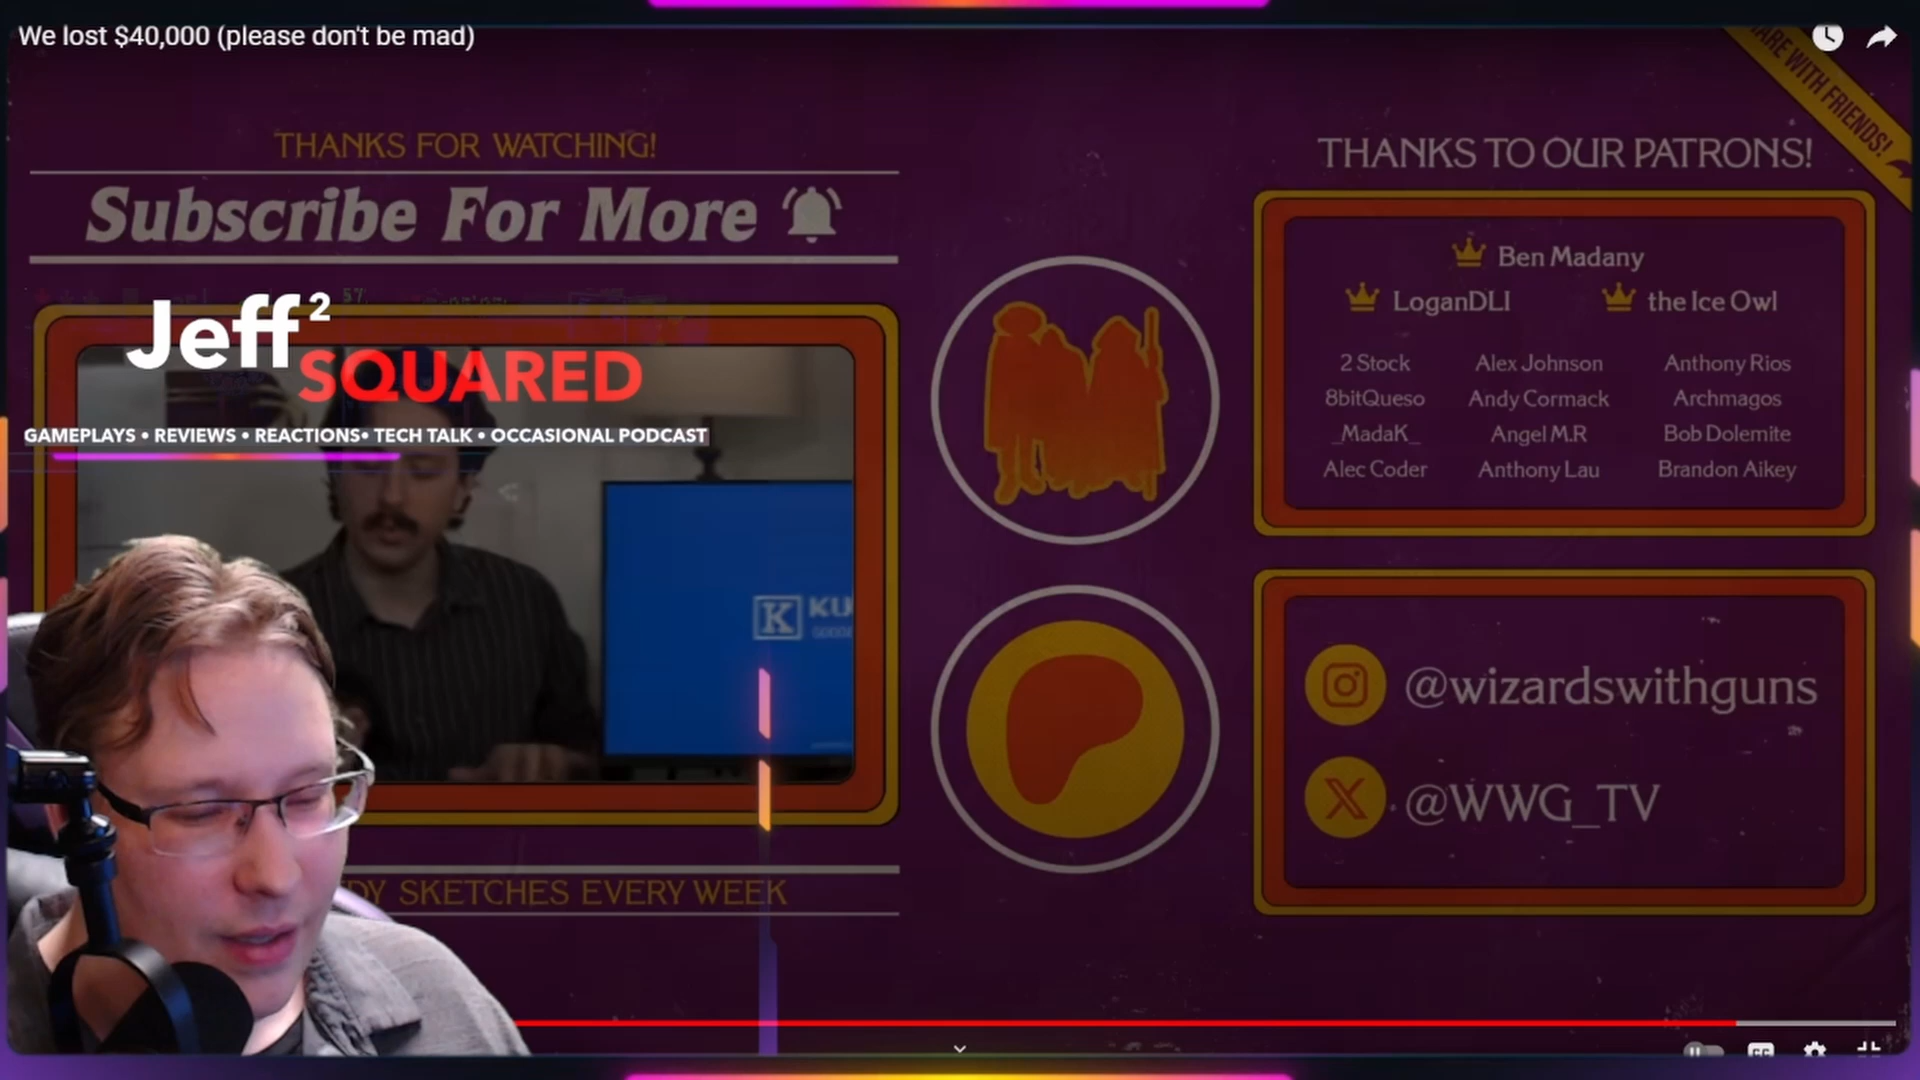 We lost $40,000 (please don't be mad)
THANKS FOR WATCHING!
Subscribe For More
Jeff²
SQUARED
GAMEPLAYS • REVIEWS • REACTIONS• TECH TALK • OCCASIONAL PODCAST
SKETCHES EVERY WEEK
WITH FRIENDS!
THANKS TO OUR PATRONS!
Ben Madany
LoganDLI the Ice Owl
2 Stock Alex Johnson Anthony Rios
8bitQueso Andy Cormack Archmagos
_MadaK_ Angel M.R Bob Dolemite
Alec Coder Anthony Lau Brandon Aikey
@wizardswithguns
@WWG_TV
K